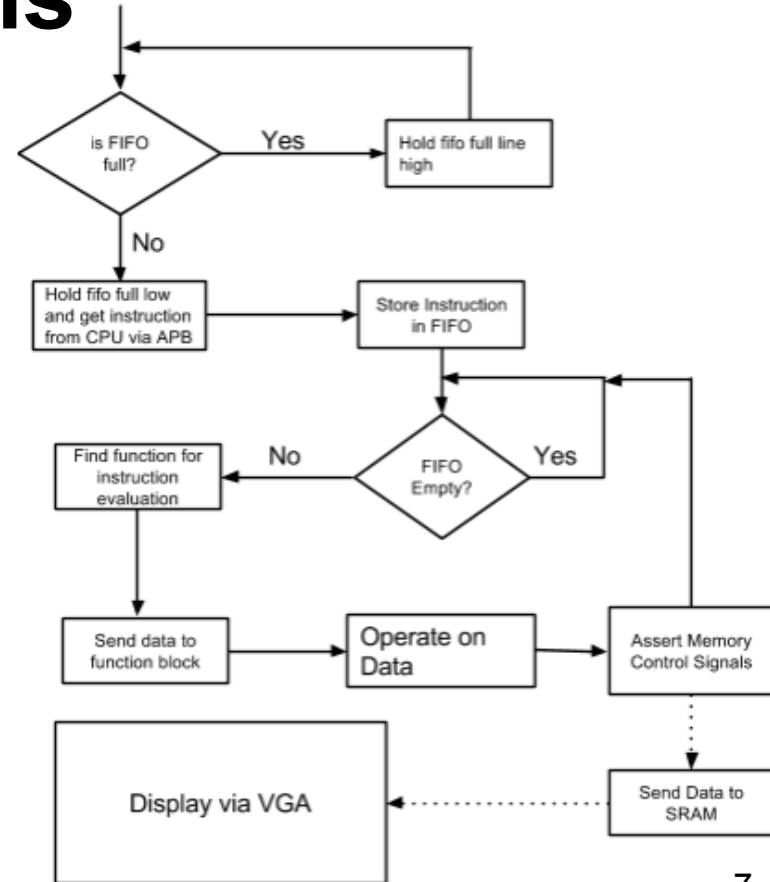 is
is FIFO
full?
Yes
Hold fifo full line
high
No
Hold fifo full low
and get instruction
from CPU via APB
Store Instruction
in FIFO
FIFO
Empty?
Yes
No
Find function for
instruction
evaluation
Send data to
function block
Operate on
Data
Assert Memory
Control Signals
Send Data to
SRAM
Display via VGA
7